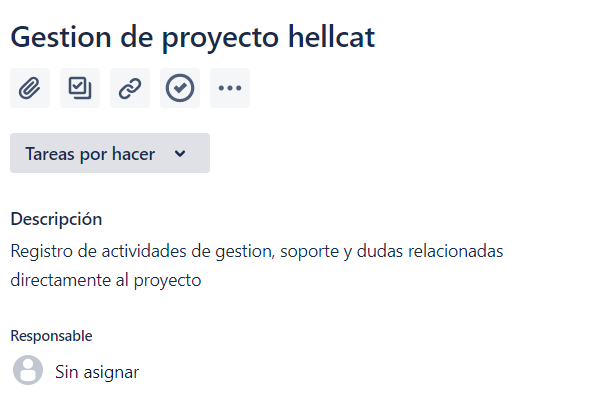 Gestion de proyecto hellcat
Tareas por hacer
Descripción
Registro de actividades de gestion, soporte y dudas relacionadas
directamente al proyecto
Responsable
Sin asignar